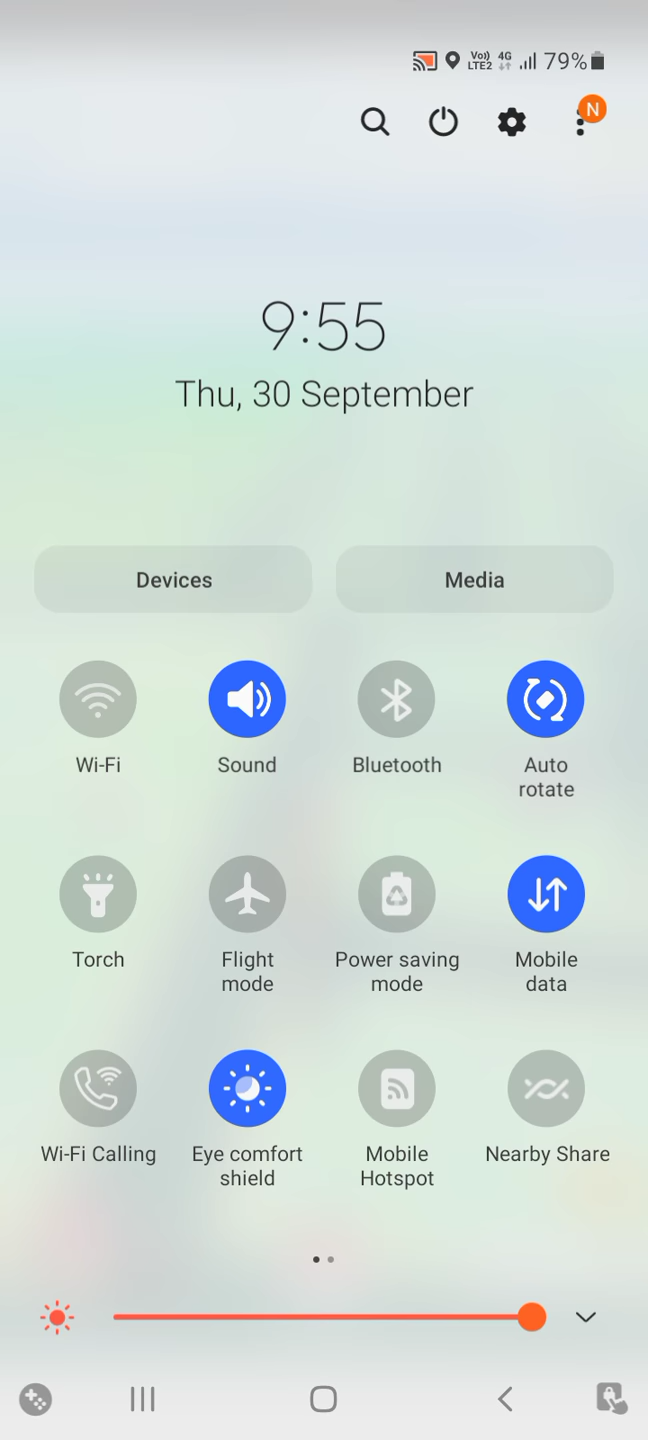 Vo)) 4G 79%
LTE2
N
9:55
Thu, 30 September
Devices Media
Wi-Fi Sound Bluetooth Auto
rotate
Torch Flight Power saving Mobile
mode mode data
Wi-Fi Calling Eye comfort Mobile Nearby Share
shield Hotspot